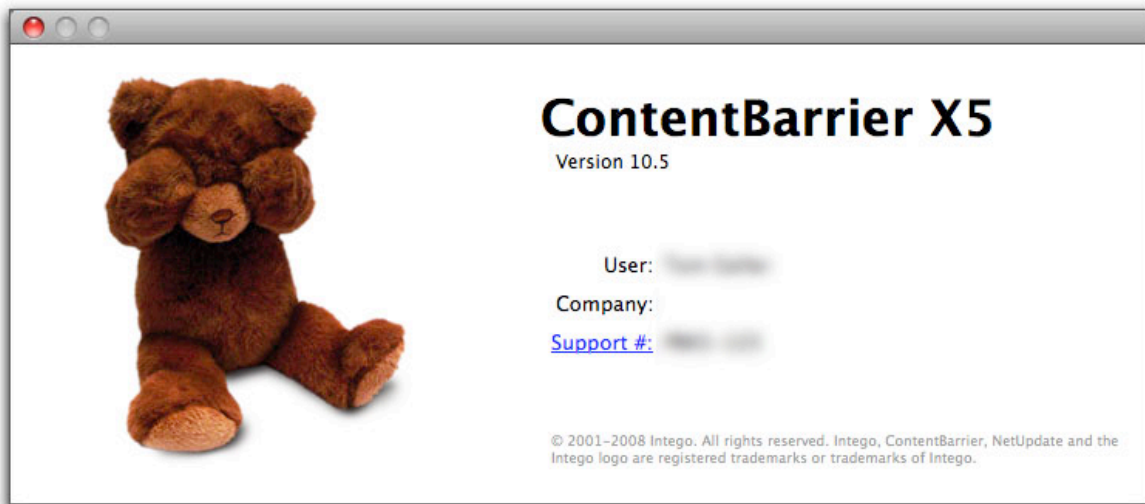 ContentBarrier X5
Version 10.5
User:
Company:
Support #:
© 2001–2008 Intego. All rights reserved. Intego, ContentBarrier, NetUpdate and the
Intego logo are registered trademarks or trademarks of Intego.